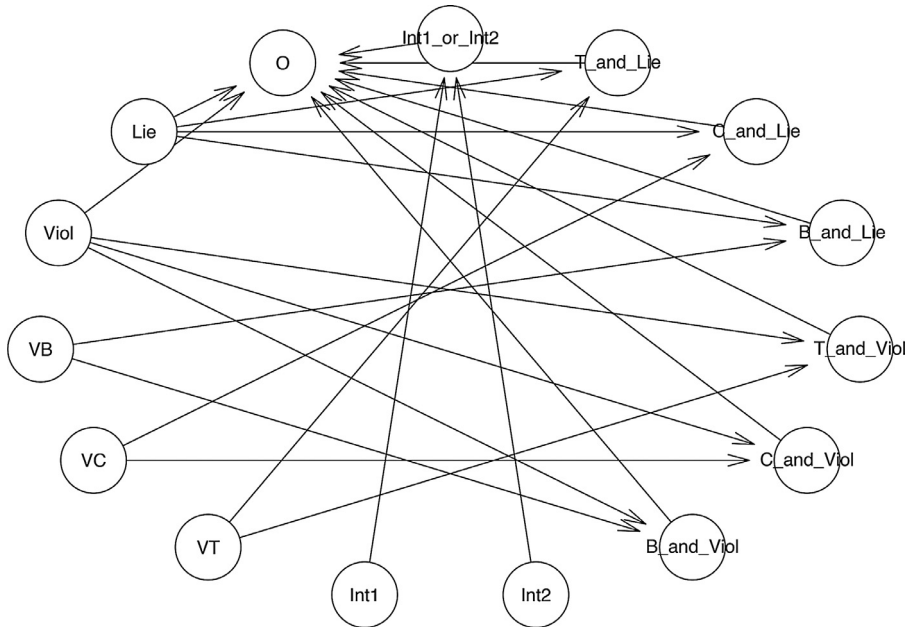 Int1_or_Int2
O
T_and_Lie
Lie
C_and_Lie
Viol
B_and_Lie
VB
T_and_Viol
VC
C_and_Viol
VT
B_and_Viol
Int1
Int2